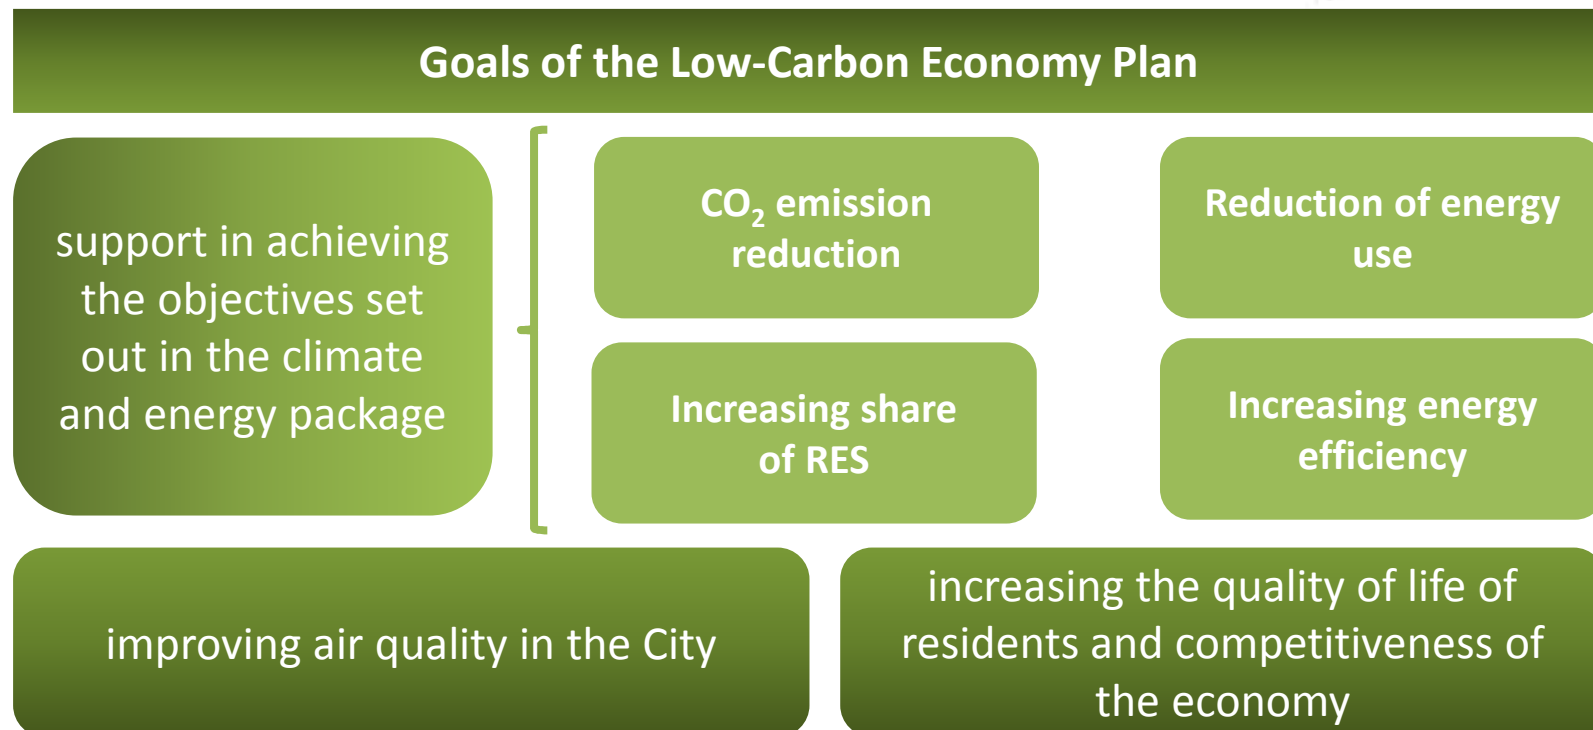 Goals of the Low-Carbon Economy Plan
support in achieving
the objectives set
out in the climate
and energy package
CO₂ emission
reduction
Reduction of energy
use
Increasing share
of RES
Increasing energy
efficiency
improving air quality in the City
increasing the quality of life of
residents and competitiveness of
the economy